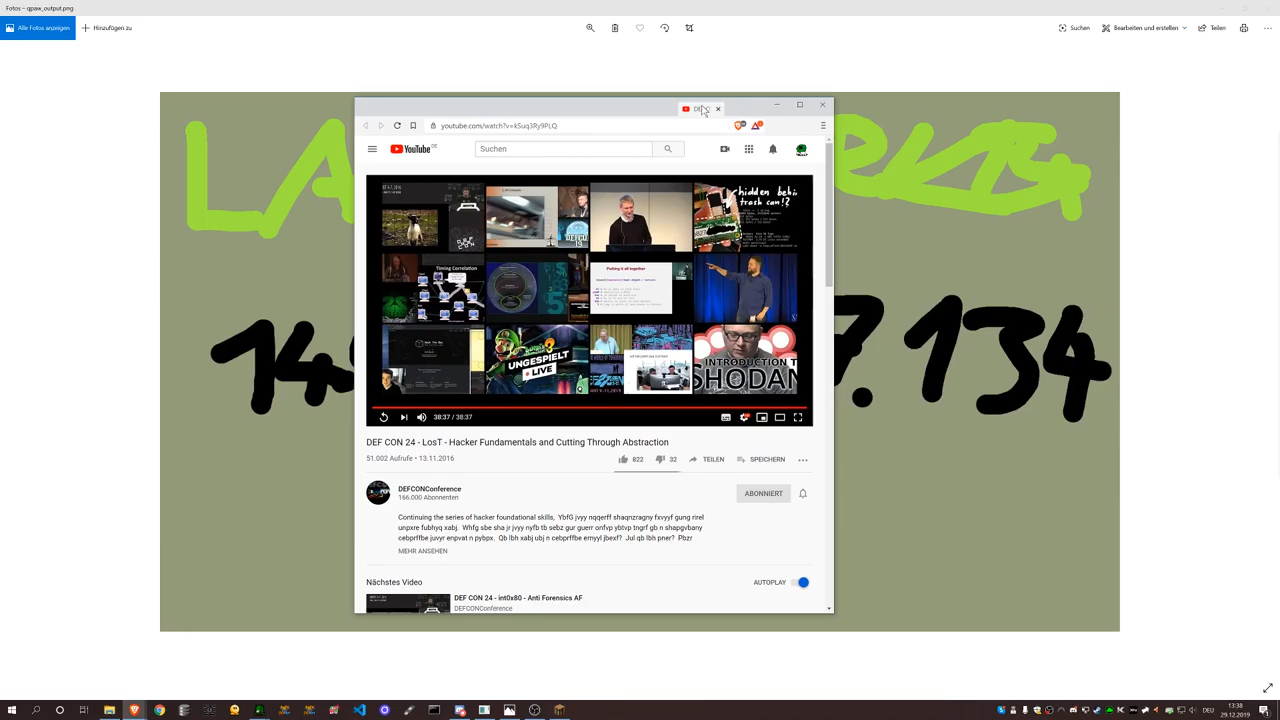 Fotos – qpaw_output.png
Alle Fotos anzeigen Hinzufügen zu Suchen Bearbeiten und erstellen Teilen
youtube.com/watch?v=kSuq3Ry9PLQ
YouTube DE Suchen
hidden behind
trash can!?
Timing Correlation
Putting it all together
UNGESPIELT
LIVE
INTRODUCTION T
SHODAN
38:37 / 38:37
DEF CON 24 - LosT - Hacker Fundamentals and Cutting Through Abstraction
51.002 Aufrufe • 13.11.2016 822 32 TEILEN SPEICHERN
DEFCONConference
166.000 Abonnenten
ABONNIERT
Continuing the series of hacker foundational skills, YbfG jvyy nqqerff shaqnzragny fxvyyf gung rirel
unpxre fubhyq xabj. Whfg sbe sha jr jvyy nyfb tb sebz gur guerr onfvp ybtvp tngrf gb n shapgvbany
cebprffbe juvyr enpvat n pybpx. Qb lbh xabj ubj n cebprffbe ernyyl jbexf? Jul qb lbh pner? Pbzr
MEHR ANSEHEN
Nächstes Video AUTOPLAY
DEF CON 24 - int0x80 - Anti Forensics AF
DEFCONConference
134
DEU
13:38
29.12.2019